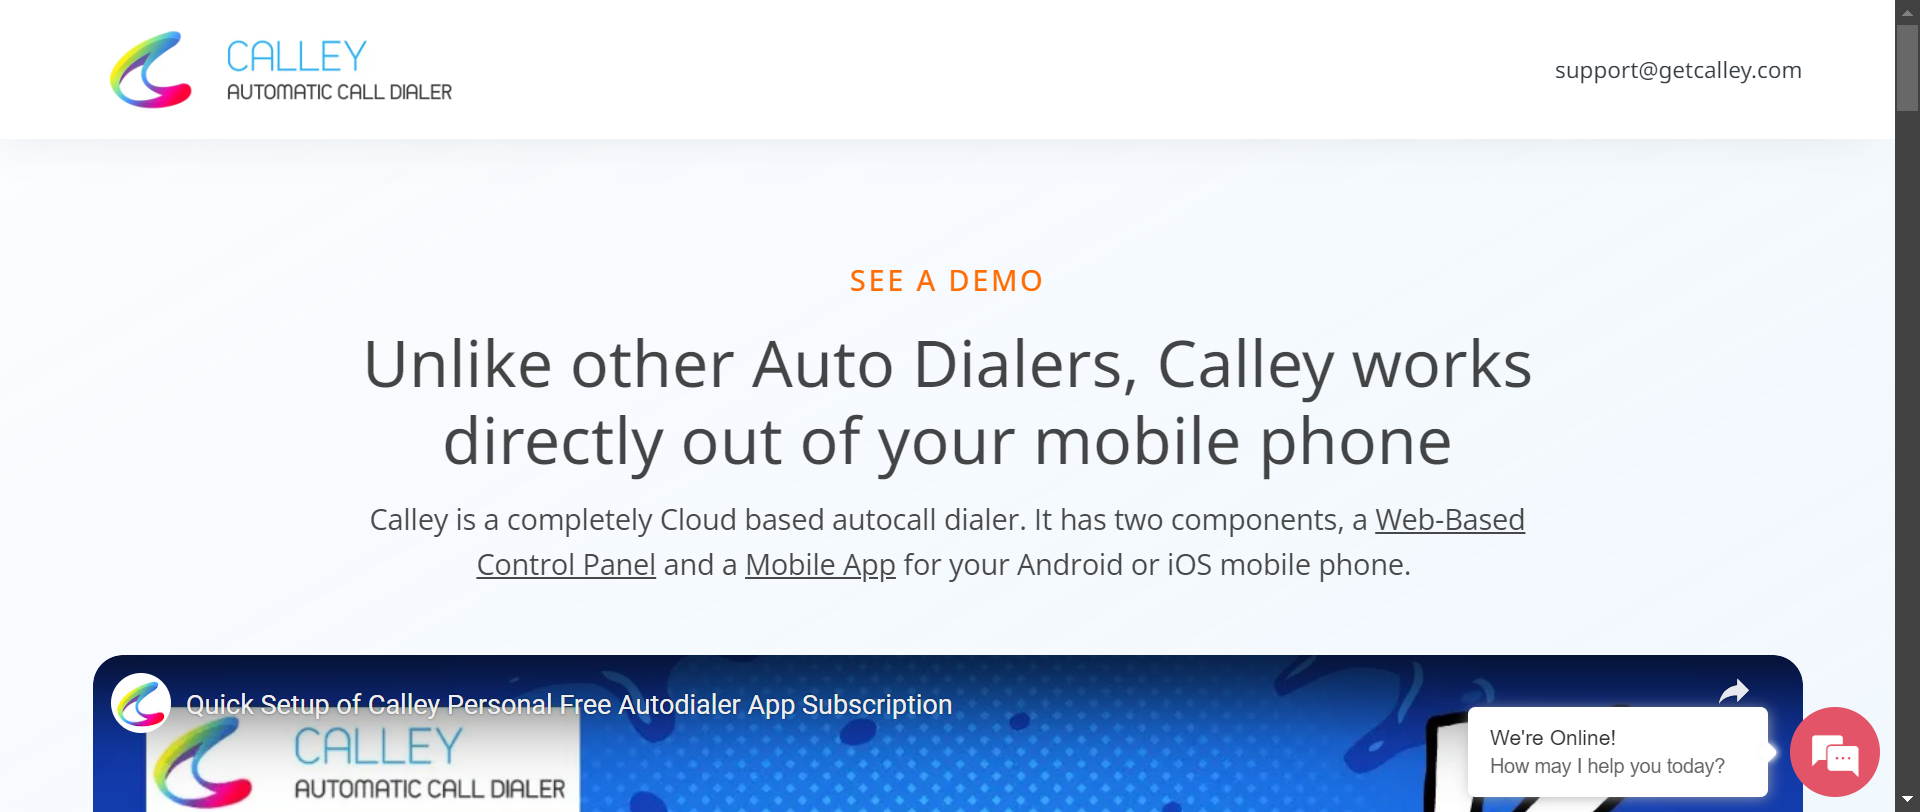 CALLEY
AUTOMATIC CALL DIALER
support@getcalley.com
SEE A DEMO
Unlike other Auto Dialers, Calley works
directly out of your mobile phone
Calley is a completely Cloud based autocall dialer. It has two components, a Web-Based
Control Panel and a Mobile App for your Android or iOS mobile phone.
Quick Setup of Calley Personal Free Autodialer App Subscription
CALLEY
AUTOMATIC CALL DIALER
We're Online!
How may I help you today?